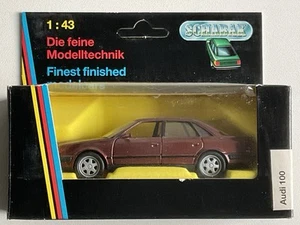 1:43
SCHABAK
Die feine
Modelltechnik
Finest finished
Audi 100